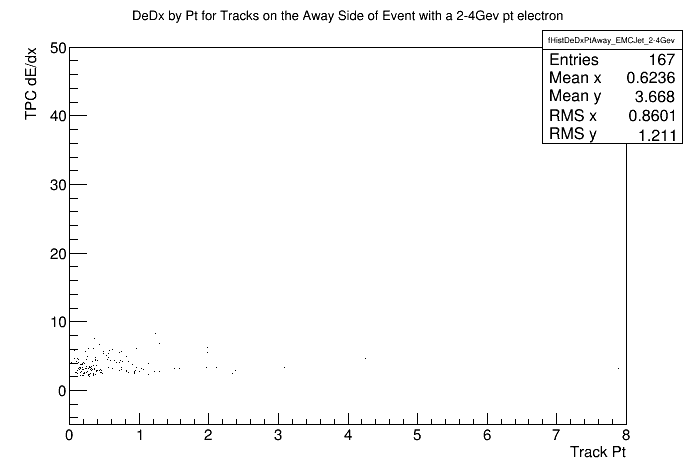 DeDx by Pt for Tracks on the Away Side of Event with a 2-4Gev pt electron
fHistDeDxPtAway_EMCJet_2-4Gev
Entries 167
Mean x 0.6236
Mean y 3.668
RMS x 0.8601
RMS y 1.211
TPC dE/dx
50
40
30
20
10
0
0 1 2 3 4 5 6 7 8
Track Pt